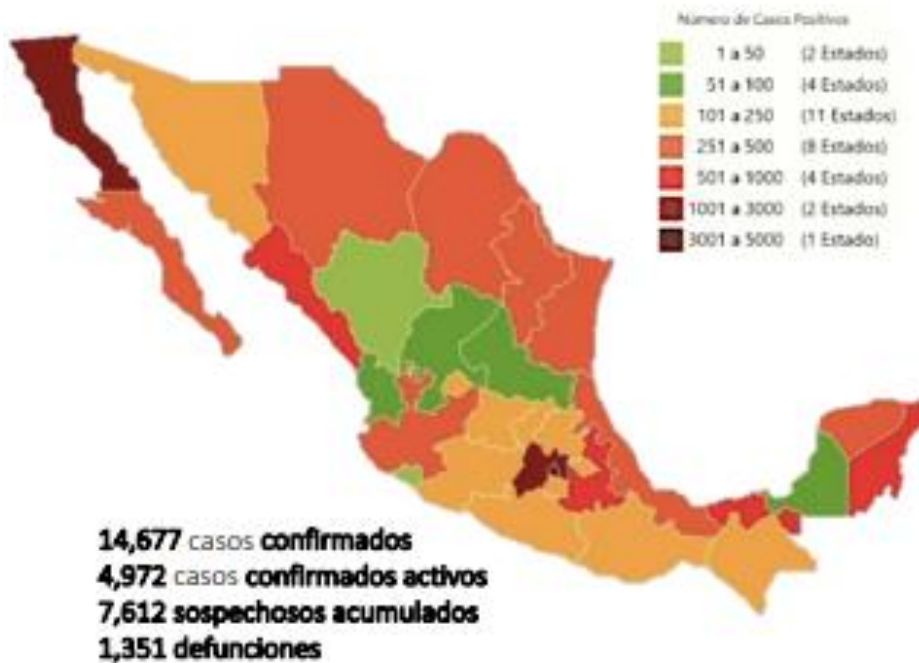 Número de Casos Positivos
1 a 50 (2 Estados)
51 a 100 (4 Estados)
101 a 250 (11 Estados)
251 a 500 (8 Estados)
501 a 1000 (4 Estados)
1001 a 3000 (2 Estados)
3001 a 5000 (1 Estado)
14,677 casos confirmados
4,972 casos confirmados activos
7,612 sospechosos acumulados
1,351 defunciones